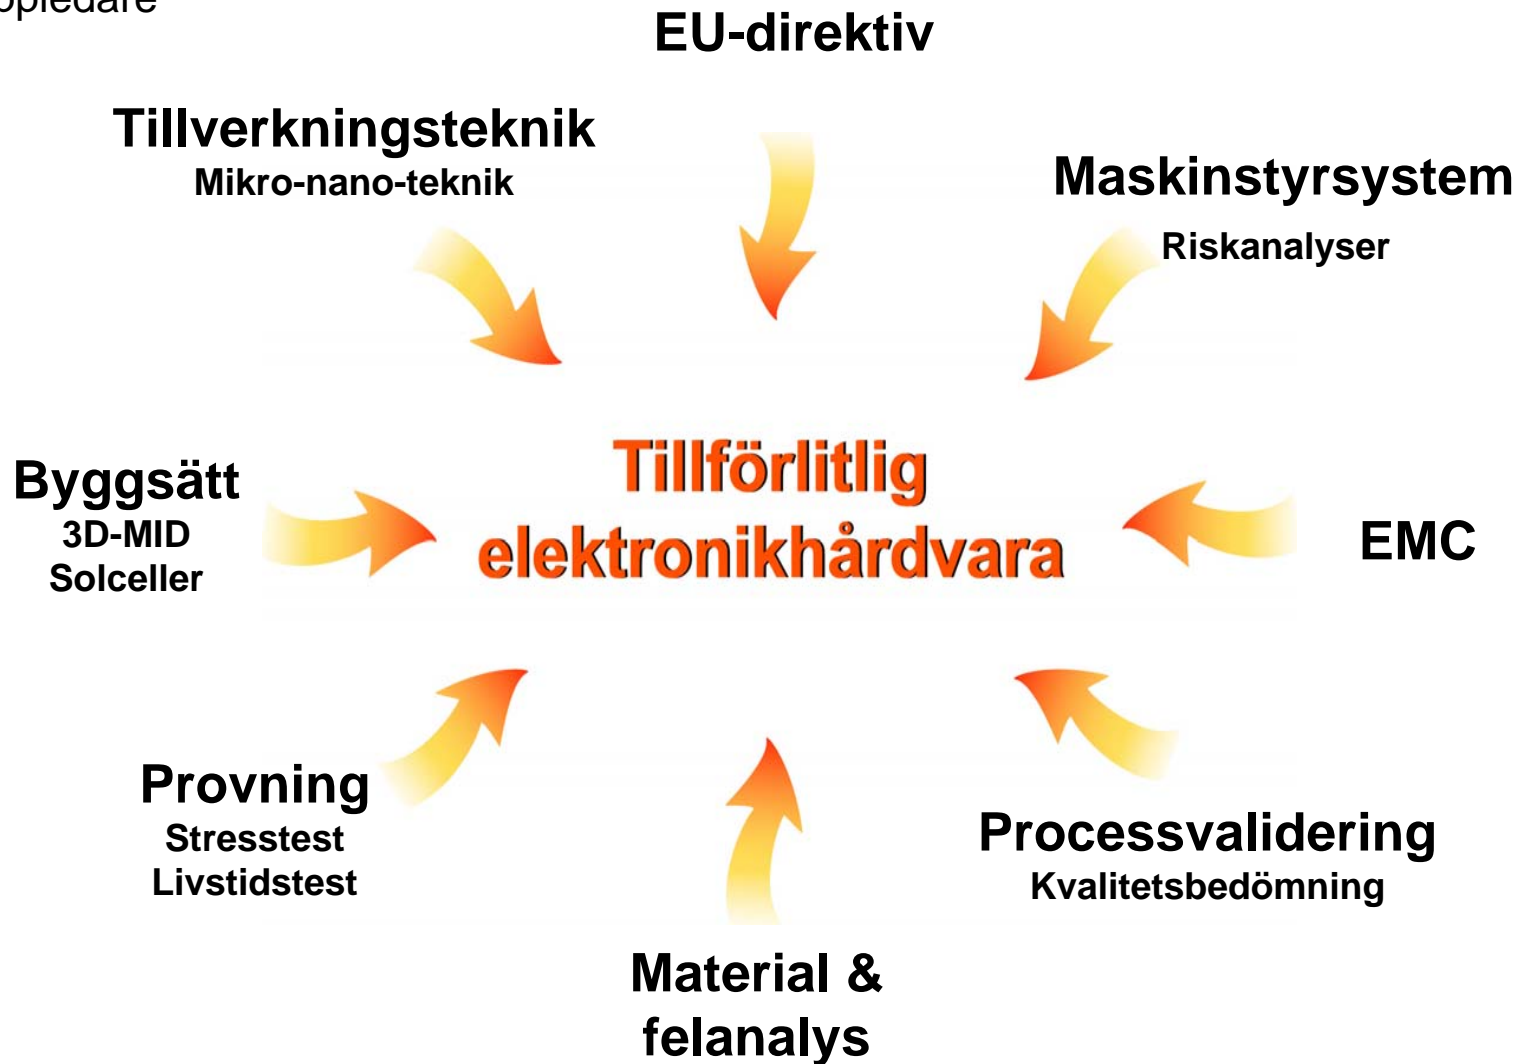 EU-direktiv
Tillverkningsteknik
Mikro-nano-teknik
Maskinstyrsystem
Riskanalyser
Byggsätt
3D-MID
Solceller
Tillförlitlig
elektronikhårdvara
EMC
Provning
Stresstest
Livstidstest
Processvalidering
Kvalitetsbedömning
Material &
felanalys